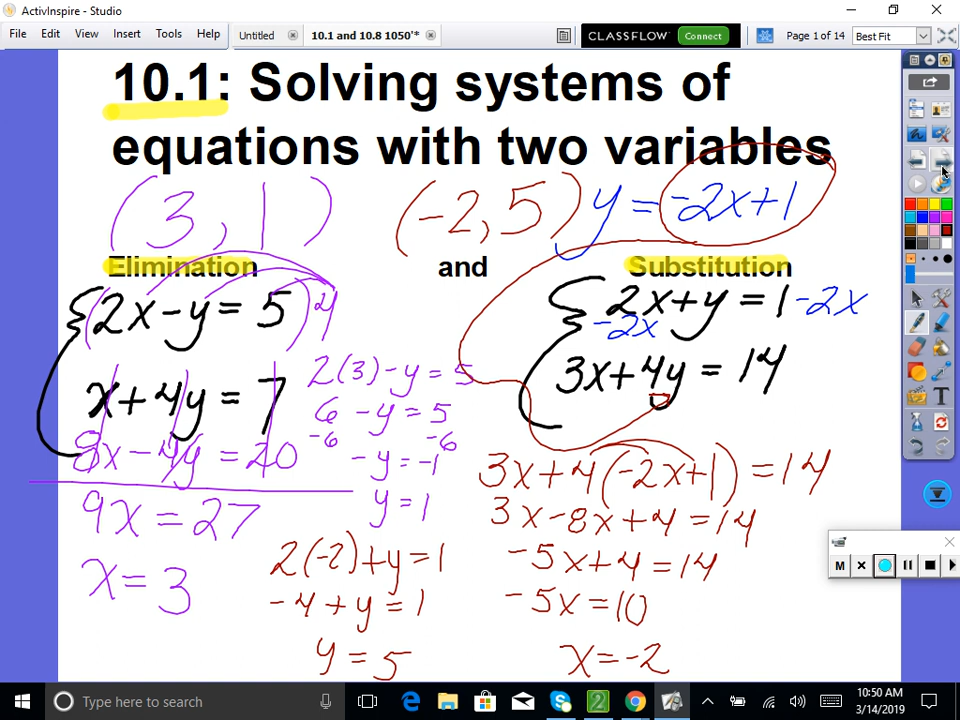 ActivInspire - Studio
File Edit View Insert Tools Help
Untitled
10.1 and 10.8 1050'*
CLASSFLOW Connect
Page 1 of 14
Best Fit
10.1: Solving systems of
equations with two variables
(3, 1)
(-2, 5)
y = -2x+1
Elimination and Substitution
(2x-y = 5)4
x+4y = 7
8x-4y = 20
9x = 27
x = 3
2(3)-y = 5
6-y = 5
-6 -6
-y = -1
y = 1
2x+y = 1-2x
-2x
3x+4y = 14
3x+4(-2x+1) = 14
3x-8x+4 = 14
-5x+4 = 14
-5x = 10
x = -2
2(-2)+y = 1
-4+y = 1
y = 5
M
Type here to search
10:50 AM
3/14/2019